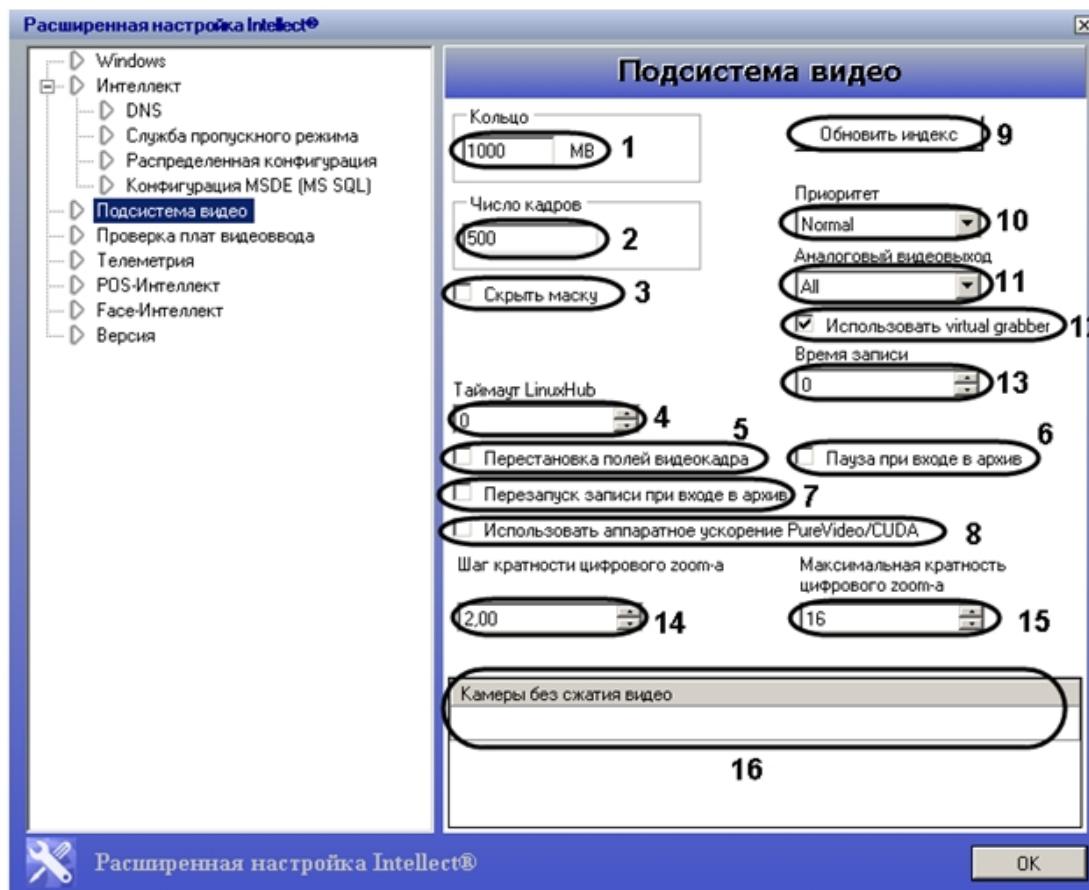 Расширенная настройка Intellect®
Windows
Интеллект
DNS
Служба пропускного режима
Распределенная конфигурация
Конфигурация MSDE (MS SQL)
Подсистема видео
Проверка плат видеоввода
Телеметрия
POS-Интеллект
Face-Интеллект
Версия
Подсистема видео
Кольцо
1000 MB 1
Обновить индекс 9
Число кадров
500 2
Приоритет
Normal 10
Аналоговый видеовыход
All 11
Скрыть маску 3
Использовать virtual grabber 12
Время записи
0 13
Таймаут LinuxHub
0 4
5
6
Перестановка полей видеокадра
Пауза при входе в архив
Перезапуск записи при входе в архив 7
Использовать аппаратное ускорение PureVideo/CUDA 8
Шаг кратности цифрового zoom-а
2,00 14
Максимальная кратность
цифрового zoom-а
16 15
Камеры без сжатия видео
16
Расширенная настройка Intellect®
OK